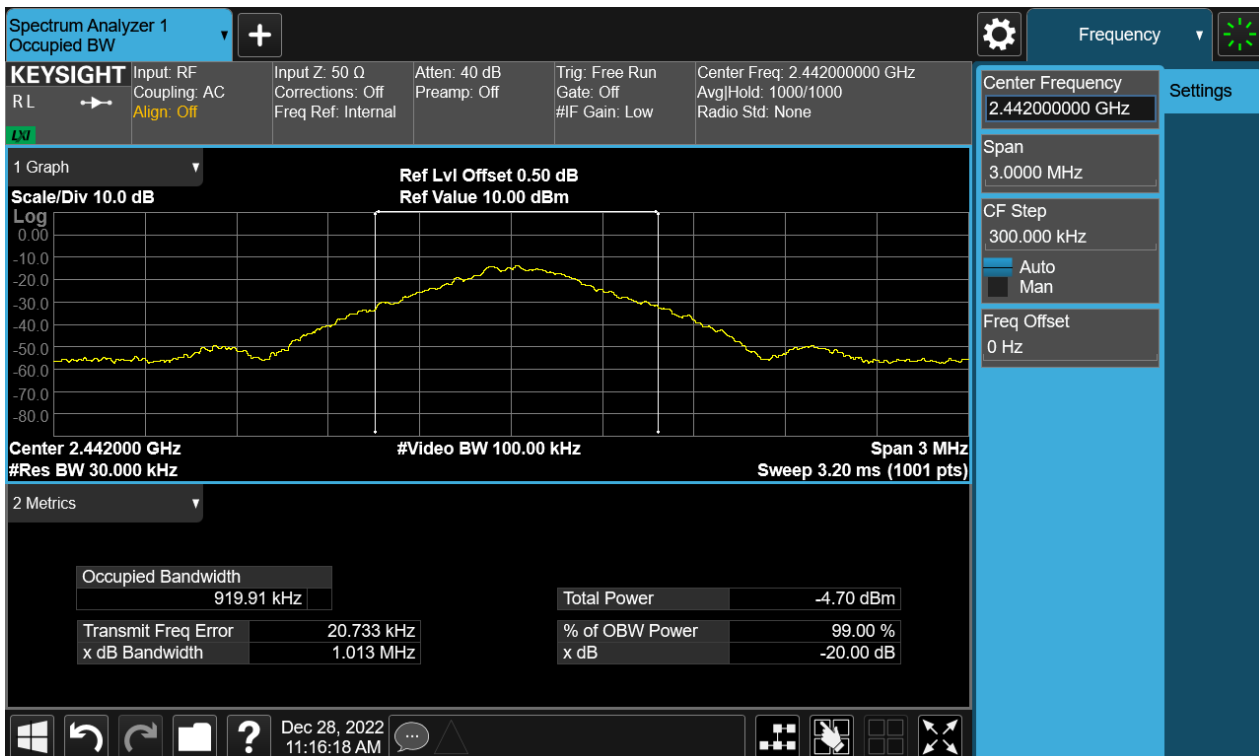 Spectrum Analyzer 1
Occupied BW
+
Frequency
KEYSIGHT
R L
LXI
Input: RF
Coupling: AC
Align: Off
Input Z: 50 Ω
Corrections: Off
Freq Ref: Internal
Atten: 40 dB
Preamp: Off
Trig: Free Run
Gate: Off
#IF Gain: Low
Center Freq: 2.442000000 GHz
Avg|Hold: 1000/1000
Radio Std: None
Center Frequency
2.442000000 GHz
Settings
Span
3.0000 MHz
CF Step
300.000 kHz
Auto
Man
Freq Offset
0 Hz
1 Graph
Scale/Div 10.0 dB
Ref Lvl Offset 0.50 dB
Ref Value 10.00 dBm
Log
0.00
-10.0
-20.0
-30.0
-40.0
-50.0
-60.0
-70.0
-80.0
Center 2.442000 GHz
#Video BW 100.00 kHz
Span 3 MHz
#Res BW 30.000 kHz
Sweep 3.20 ms (1001 pts)
2 Metrics
Occupied Bandwidth
919.91 kHz
Total Power -4.70 dBm
Transmit Freq Error 20.733 kHz
% of OBW Power 99.00 %
x dB Bandwidth 1.013 MHz
x dB -20.00 dB
?
Dec 28, 2022
11:16:18 AM